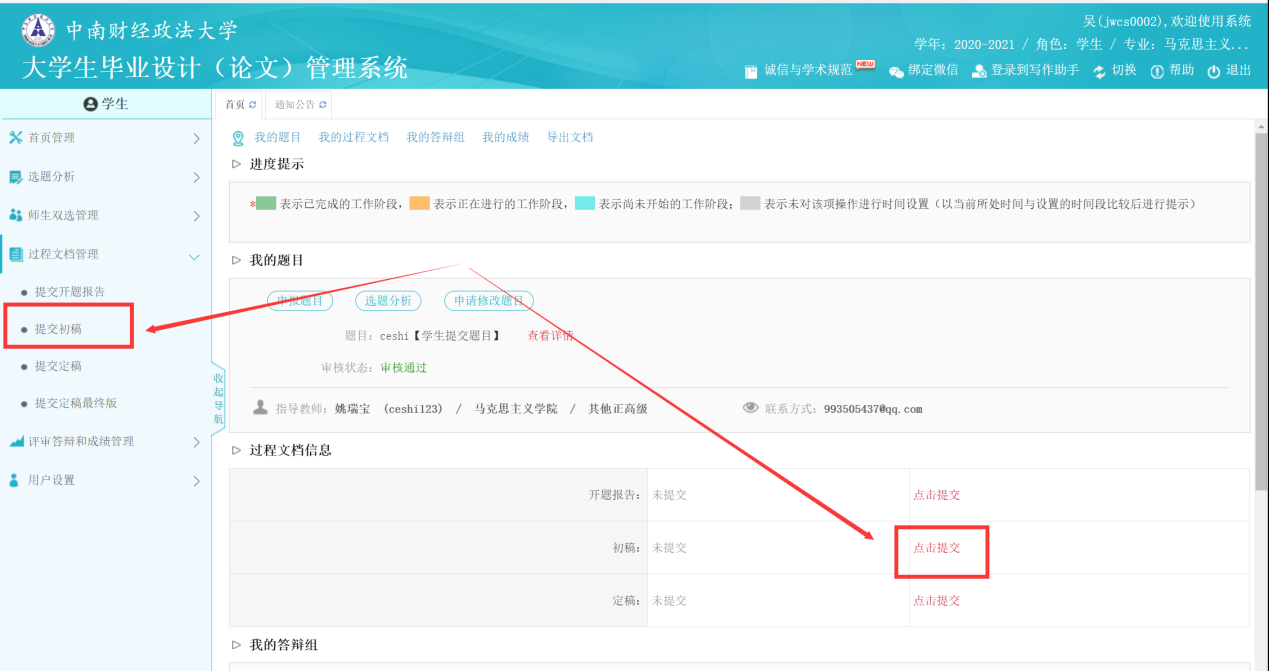 中南财经政法大学
大学生毕业设计（论文）管理系统
吴(jwcs0002),欢迎使用系统
学年: 2020-2021 / 角色: 学生 / 专业: 马克思主义...
诚信与学术规范 NEW 绑定微信 登录到写作助手 切换 帮助 退出
学生
首页管理
选题分析
师生双选管理
过程文档管理
提交开题报告
提交初稿
提交定稿
提交定稿最终版
评审答辩和成绩管理
用户设置
收起导航
首页 通知公告
我的题目 我的过程文档 我的答辩组 我的成绩 导出文档
进度提示
* 表示已完成的工作阶段, 表示正在进行的工作阶段, 表示尚未开始的工作阶段; 表示未对该项操作进行时间设置（以当前所处时间与设置的时间段比较后进行提示）
我的题目
申报题目 选题分析 申请修改题目
题目: ceshi【学生提交题目】 查看详情
审核状态: 审核通过
指导教师: 姚瑞宝 (ceshi123) / 马克思主义学院 / 其他正高级 联系方式: 993505437@qq.com
过程文档信息
开题报告: 未提交 点击提交
初稿: 未提交 点击提交
定稿: 未提交 点击提交
我的答辩组